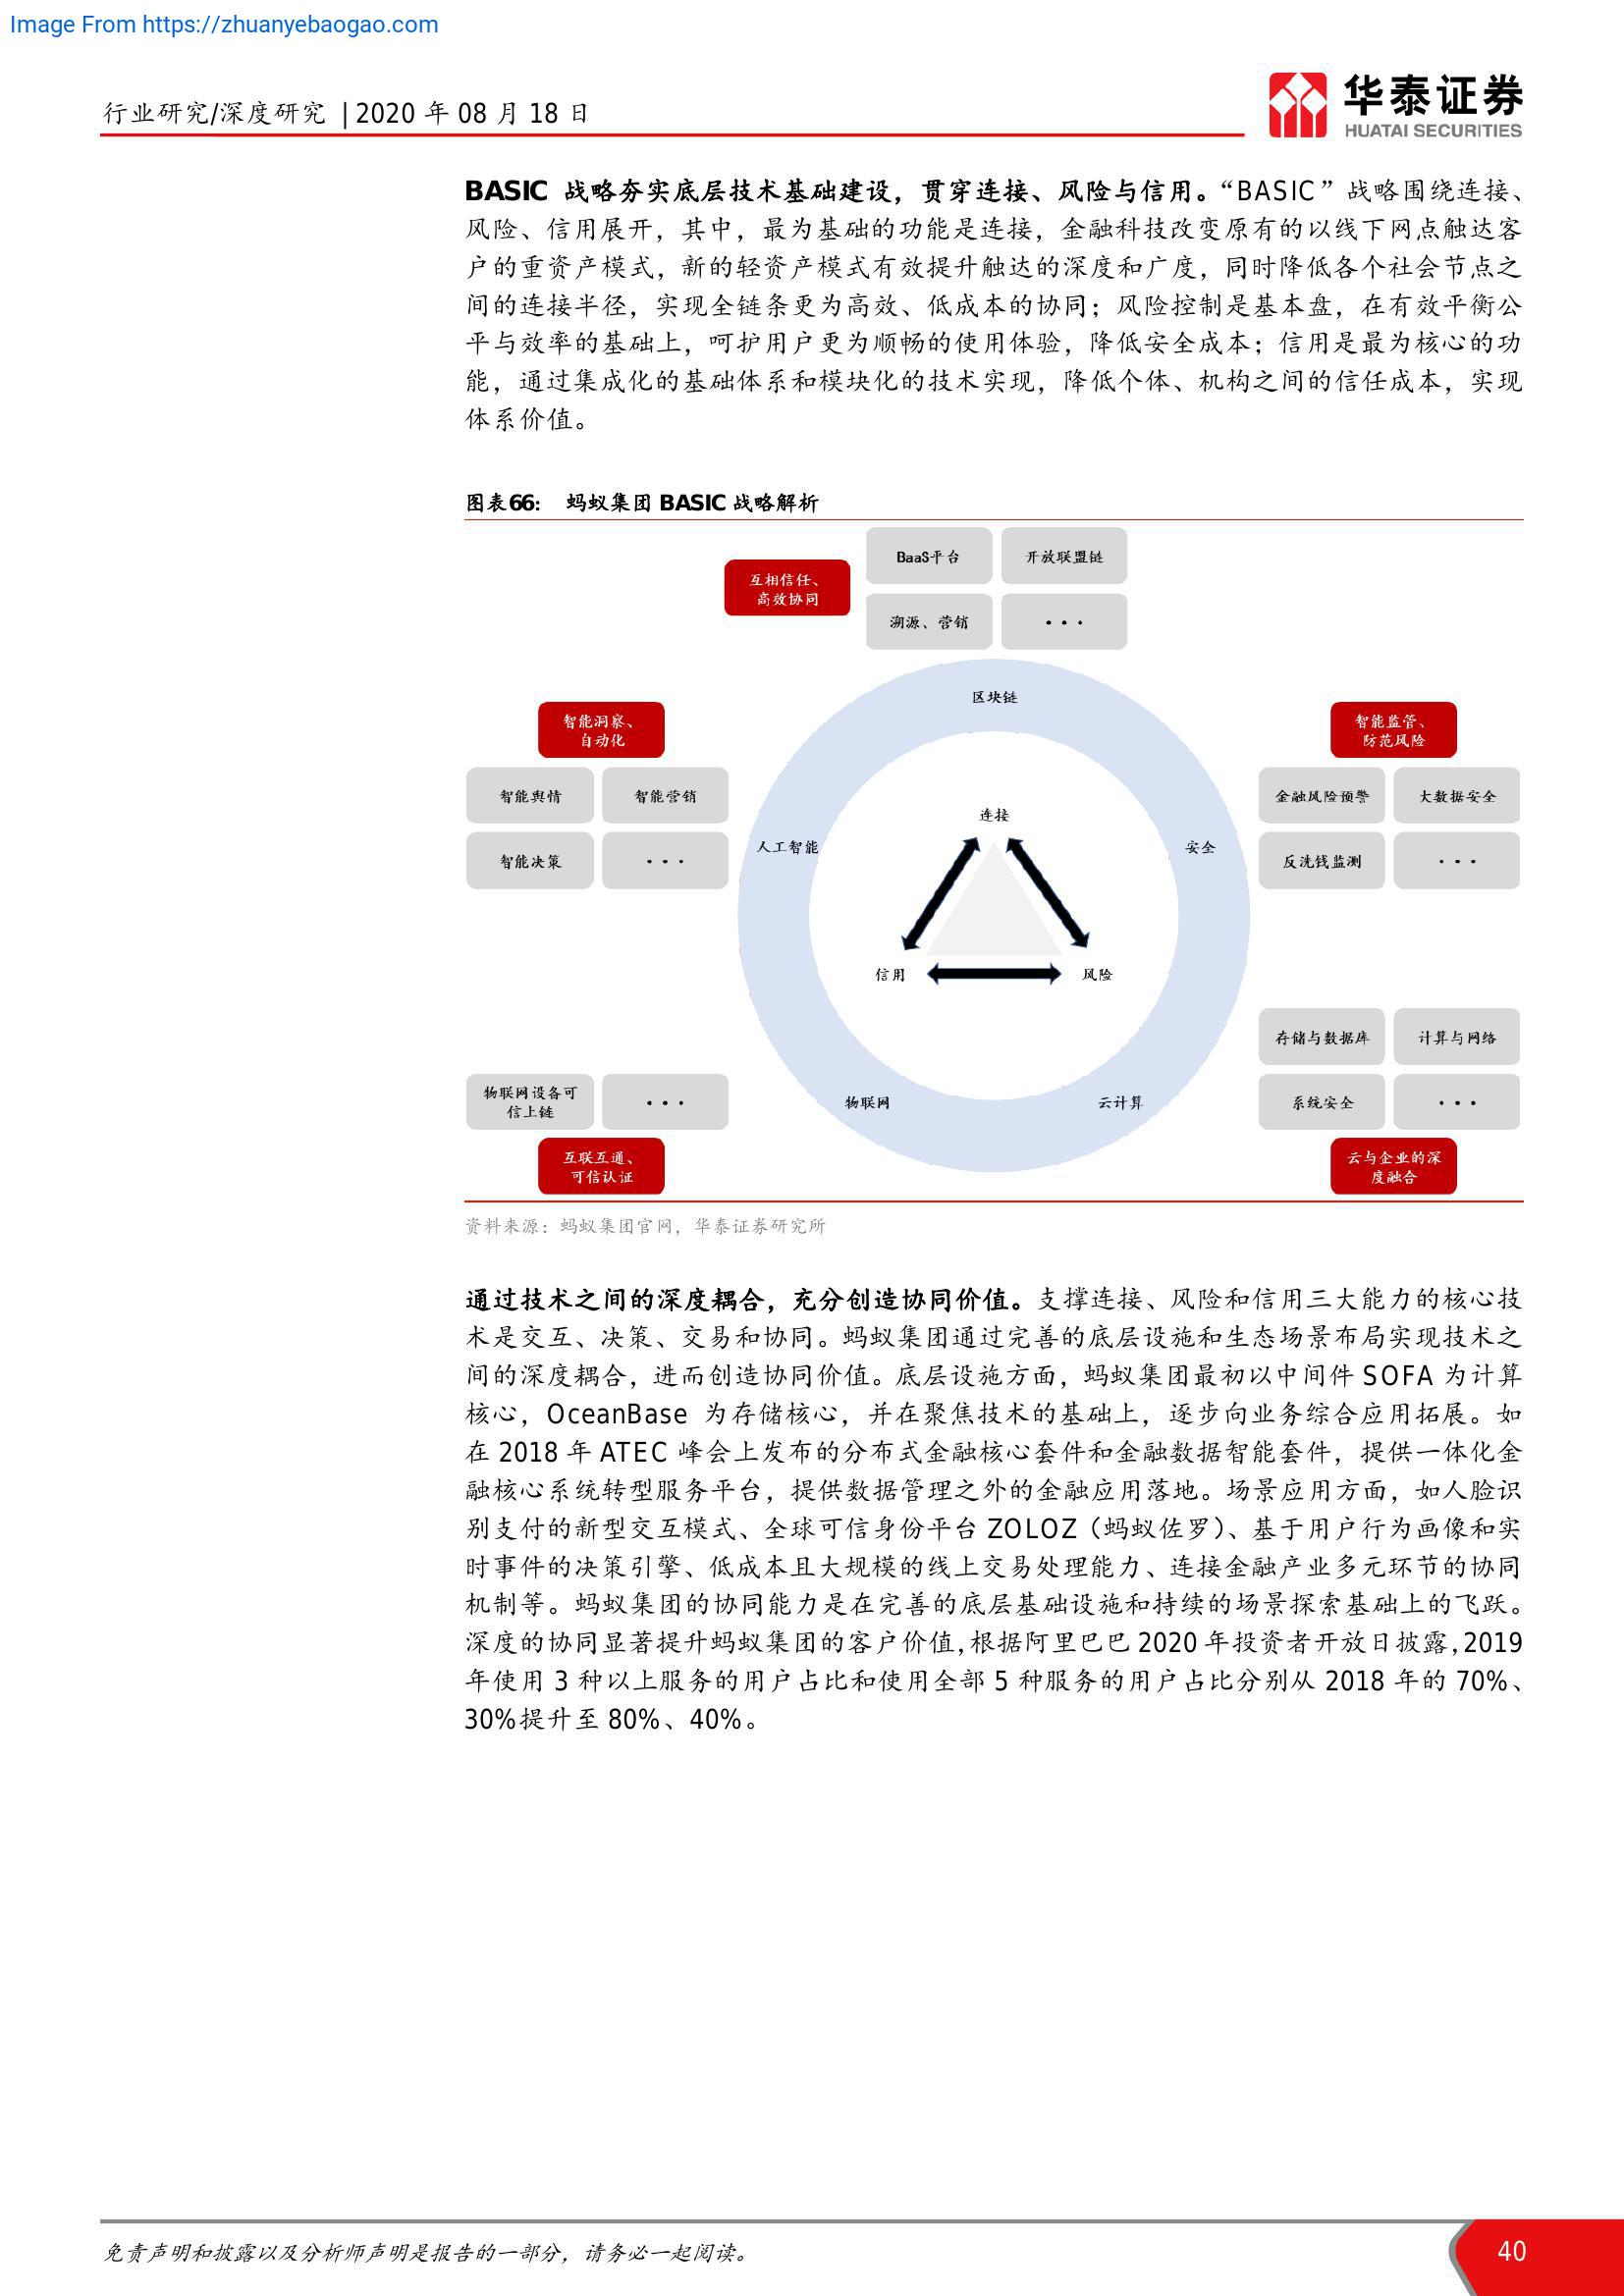 Image From https://zhuanyebaogao.com
华泰证券
HUATAI SECURITIES
行业研究/深度研究 | 2020 年 08 月 18 日
BASIC 战略夯实底层技术基础建设，贯穿连接、风险与信用。“BASIC”战略围绕连接、
风险、信用展开，其中，最为基础的功能是连接，金融科技改变原有的以线下网点触达客
户的重资产模式，新的轻资产模式有效提升触达的深度和广度，同时降低各个社会节点之
间的连接半径，实现全链条更为高效、低成本的协同；风险控制是基本盘，在有效平衡公
平与效率的基础上，呵护用户更为顺畅的使用体验，降低安全成本；信用是最为核心的功
能，通过集成化的基础体系和模块化的技术实现，降低个体、机构之间的信任成本，实现
体系价值。
图表66： 蚂蚁集团 BASIC 战略解析
互相信任、
高效协同
BaaS平台
开放联盟链
溯源、营销
···
区块链
智能洞察、
自动化
智能舆情
智能营销
智能决策
···
人工智能
智能监管、
防范风险
金融风险预警
大数据安全
反洗钱监测
···
安全
连接
信用
风险
物联网
云计算
物联网设备可
信上链
···
互联互通、
可信认证
存储与数据库
计算与网络
系统安全
···
云与企业的深
度融合
资料来源：蚂蚁集团官网，华泰证券研究所
通过技术之间的深度耦合，充分创造协同价值。支撑连接、风险和信用三大能力的核心技
术是交互、决策、交易和协同。蚂蚁集团通过完善的底层设施和生态场景布局实现技术之
间的深度耦合，进而创造协同价值。底层设施方面，蚂蚁集团最初以中间件 SOFA 为计算
核心，OceanBase 为存储核心，并在聚焦技术的基础上，逐步向业务综合应用拓展。如
在 2018 年 ATEC 峰会上发布的分布式金融核心套件和金融数据智能套件，提供一体化金
融核心系统转型服务平台，提供数据管理之外的金融应用落地。场景应用方面，如人脸识
别支付的新型交互模式、全球可信身份平台 ZOLOZ（蚂蚁佐罗）、基于用户行为画像和实
时事件的决策引擎、低成本且大规模的线上交易处理能力、连接金融产业多元环节的协同
机制等。蚂蚁集团的协同能力是在完善的底层基础设施和持续的场景探索基础上的飞跃。
深度的协同显著提升蚂蚁集团的客户价值，根据阿里巴巴 2020 年投资者开放日披露，2019
年使用 3 种以上服务的用户占比和使用全部 5 种服务的用户占比分别从 2018 年的 70%、
30%提升至 80%、40%。
免责声明和披露以及分析师声明是报告的一部分，请务必一起阅读。
40